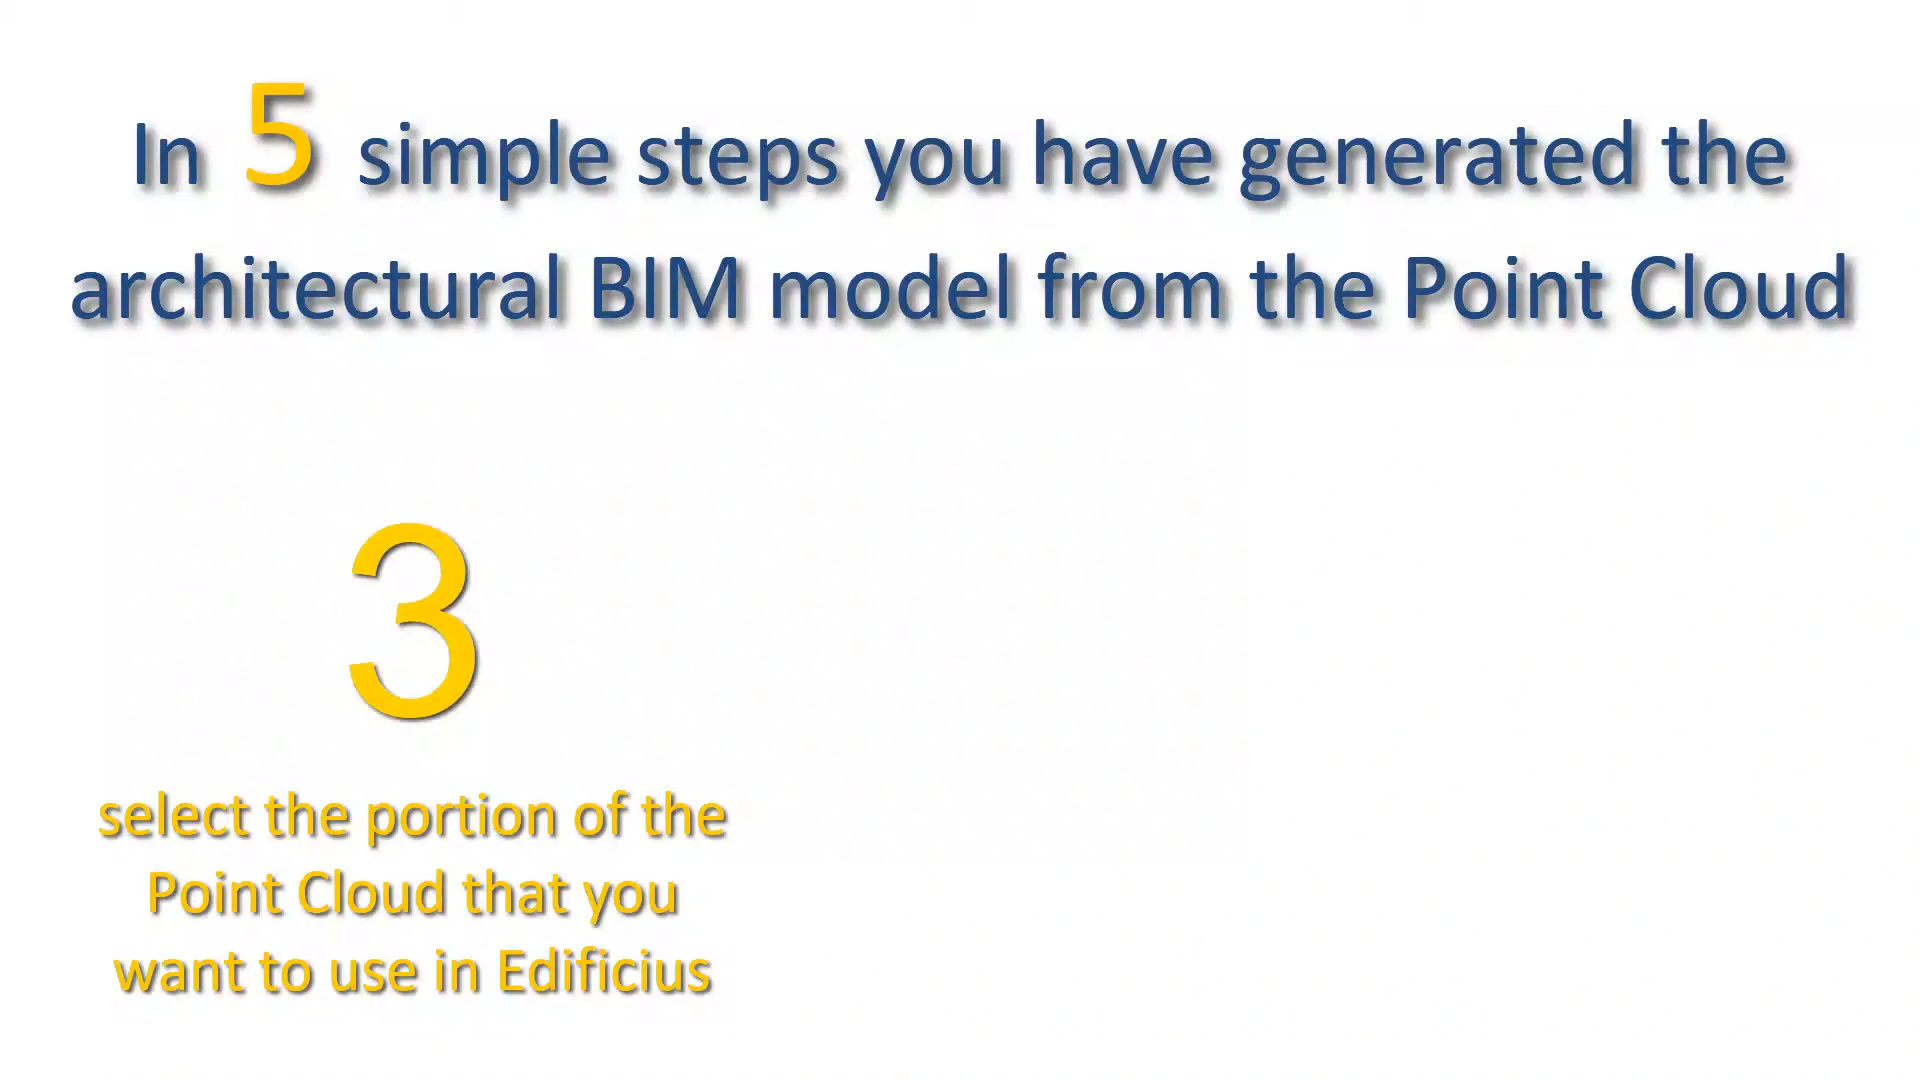 In 5 simple steps you have generated the
architectural BIM model from the Point Cloud
3
select the portion of the
Point Cloud that you
want to use in Edificius